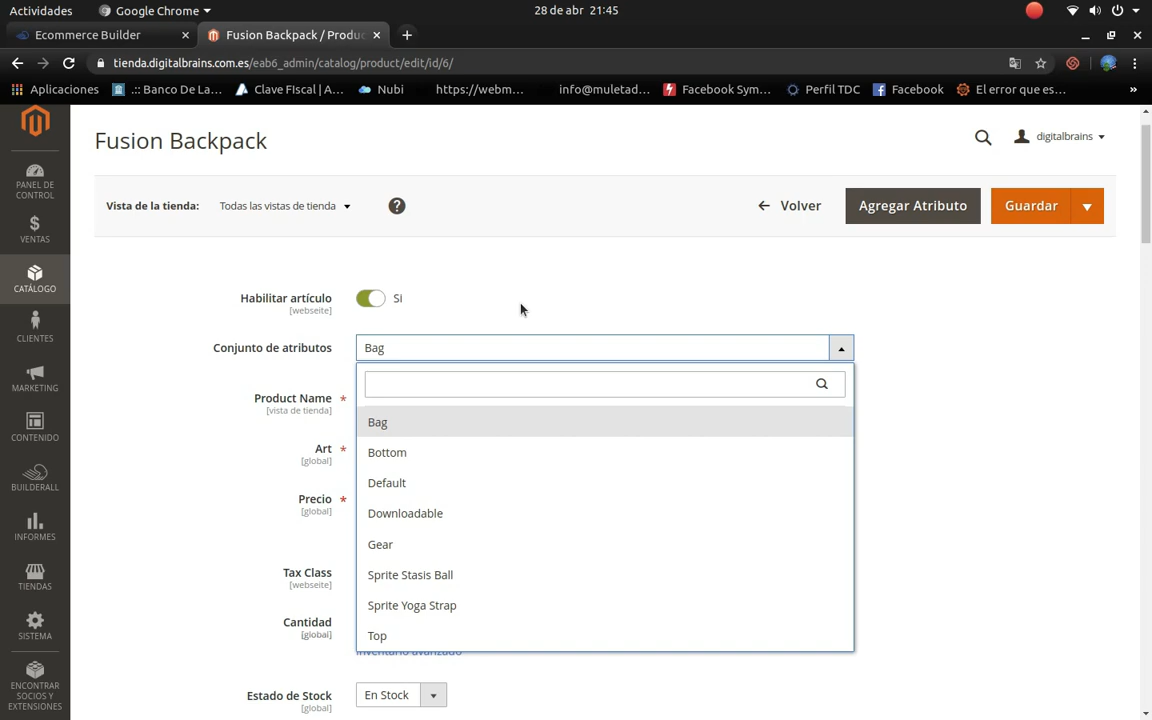 Actividades
Google Chrome
28 de abr 21:45
Ecommerce Builder
Fusion Backpack / Produc
tienda.digitalbrains.com.es/eab6_admin/catalog/product/edit/id/6/
Aplicaciones
.:: Banco De La...
Clave FIscal | A...
Nubi
https://webm...
info@muletad...
Facebook Sym...
Perfil TDC
Facebook
El error que es...
»
Fusion Backpack
digitalbrains
Vista de la tienda:
Todas las vistas de tienda
?
Volver
Agregar Atributo
Guardar
PANEL DE
CONTROL
VENTAS
CATÁLOGO
CLIENTES
MARKETING
CONTENIDO
BUILDERALL
INFORMES
TIENDAS
SISTEMA
ENCONTRAR
SOCIOS Y
EXTENSIONES
Habilitar artículo
[webseite]
Si
Conjunto de atributos
Bag
Bag
Bottom
Default
Downloadable
Gear
Sprite Stasis Ball
Sprite Yoga Strap
Top
Product Name *
[vista de tienda]
Art *
[global]
Precio *
[global]
Tax Class
[webseite]
Cantidad
[global]
Inventario avanzado
Estado de Stock
[global]
En Stock